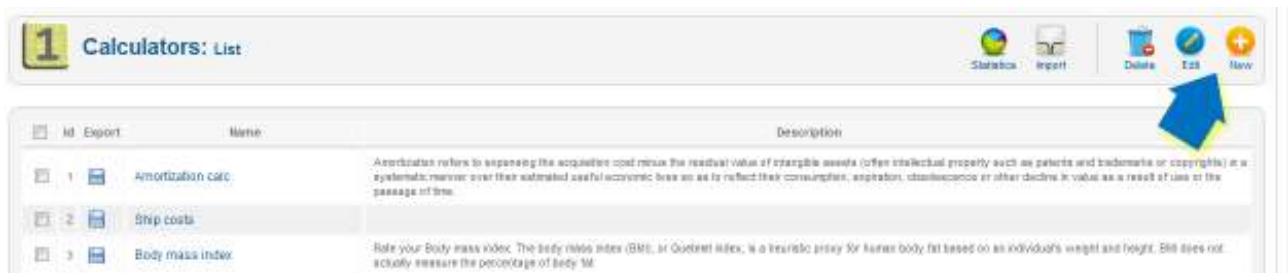 1 Calculators: List
Statistics Import Delete Edit New
Id Export Name Description
1 Amortization calc Amortization refers to expensing the acquisition cost minus the residual value of intangible assets (often intellectual property such as patents and trademarks or copyrights) in a
systematic manner over their estimated useful economic lives so as to reflect their consumption, expiration, obsolescence or other decline in value as a result of use or the
passage of time.
2 Ship costs
3 Body mass index Rate your Body mass index. The body mass index (BMI), or Quetelet index, is a heuristic proxy for human body fat based on an individual's weight and height. BMI does not
actually measure the percentage of body fat